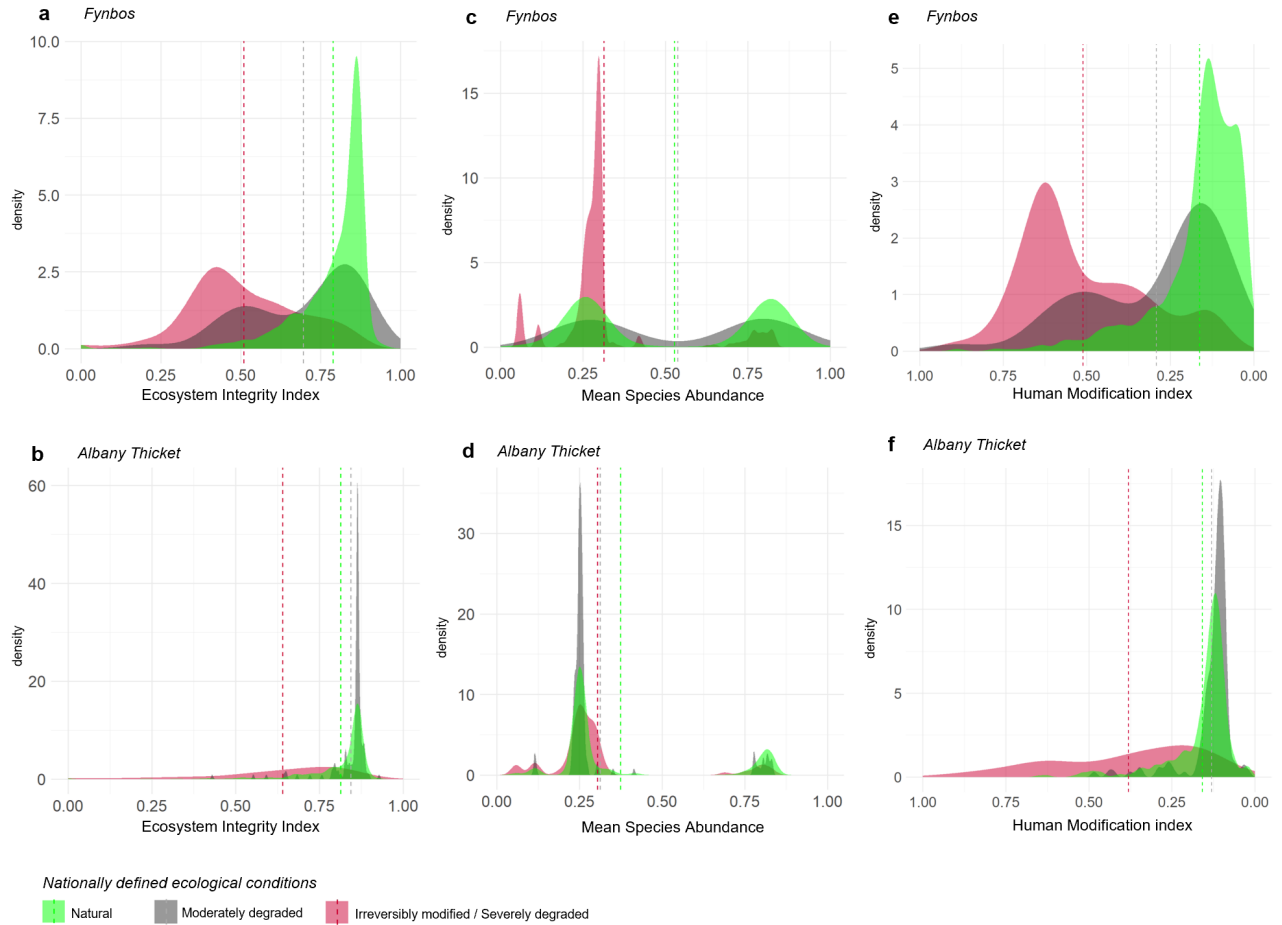 a Fynbos
10.0
7.5
5.0
2.5
0.0
density
0.00 0.25 0.50 0.75 1.00
Ecosystem Integrity Index
c Fynbos
15
10
5
0
density
0.00 0.25 0.50 0.75 1.00
Mean Species Abundance
e Fynbos
5
4
3
2
1
0
density
1.00 0.75 0.50 0.25 0.00
Human Modification index
b Albany Thicket
60
40
20
0
density
0.00 0.25 0.50 0.75 1.00
Ecosystem Integrity Index
d Albany Thicket
30
20
10
0
density
0.00 0.25 0.50 0.75 1.00
Mean Species Abundance
f Albany Thicket
15
10
5
0
density
1.00 0.75 0.50 0.25 0.00
Human Modification index
Nationally defined ecological conditions
Natural Moderately degraded Irreversibly modified / Severely degraded